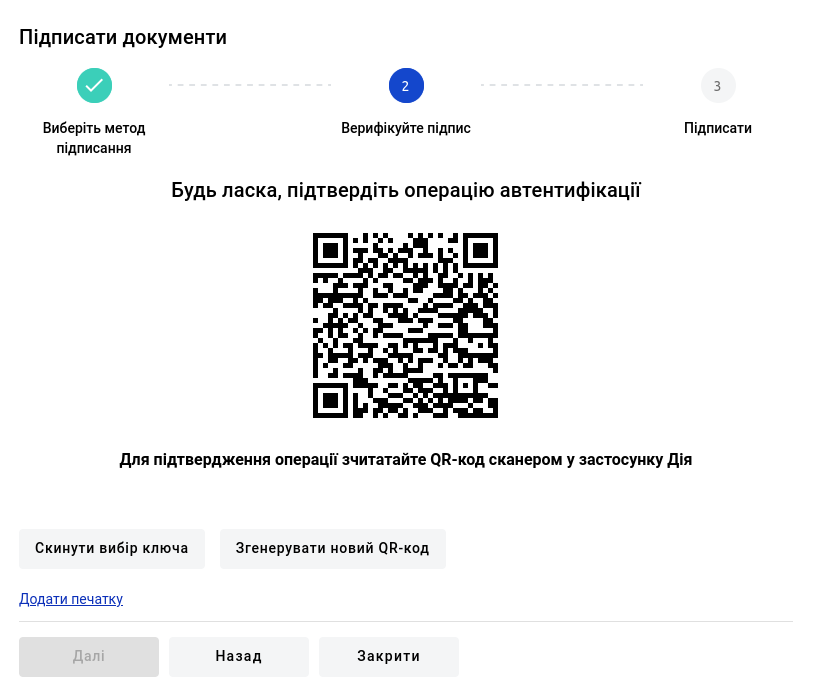 Підписати документи
2
3
Виберіть метод
підписання
Верифікуйте підпис
Підписати
Будь ласка, підтвердіть операцію автентифікації
Для підтвердження операції зчитатайте QR-код сканером у застосунку Дія
Скинути вибір ключа
Згенерувати новий QR-код
Додати печатку
Далі
Назад
Закрити